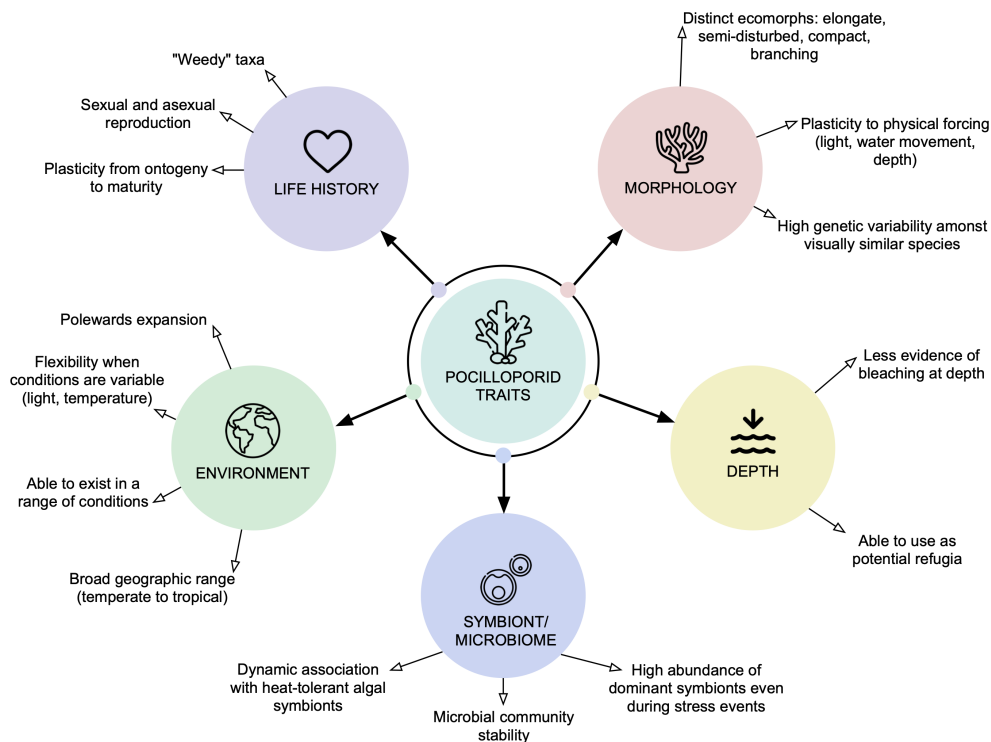 Distinct ecomorphs: elongate,
semi-disturbed, compact,
branching
"Weedy" taxa
Sexual and asexual
reproduction
Plasticity from ontogeny
to maturity
LIFE HISTORY
MORPHOLOGY
Plasticity to physical forcing
(light, water movement,
depth)
High genetic variability amonst
visually similar species
POCILLOPORID
TRAITS
Polewards expansion
Flexibility when
conditions are variable
(light, temperature)
Able to exist in a
range of conditions
Broad geographic range
(temperate to tropical)
ENVIRONMENT
DEPTH
Less evidence of
bleaching at depth
Able to use as
potential refugia
SYMBIONT/
MICROBIOME
Dynamic association
with heat-tolerant algal
symbionts
Microbial community
stability
High abundance of
dominant symbionts even
during stress events